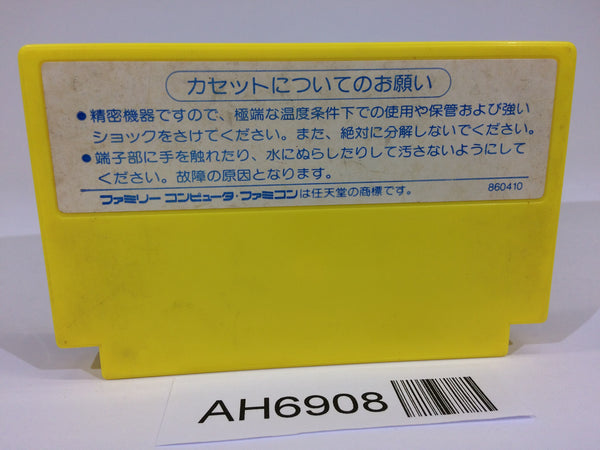 カセットについてのお願い
●精密機器ですので、極端な温度条件下での使用や保管および強い
ショックをさけてください。また、絶対に分解しないでください。
●端子部に手を触れたり、水にぬらしたりして汚さないようにして
ください。故障の原因となります。
ファミリー コンピュータ・ファミコンは任天堂の商標です。 860410
AH6908